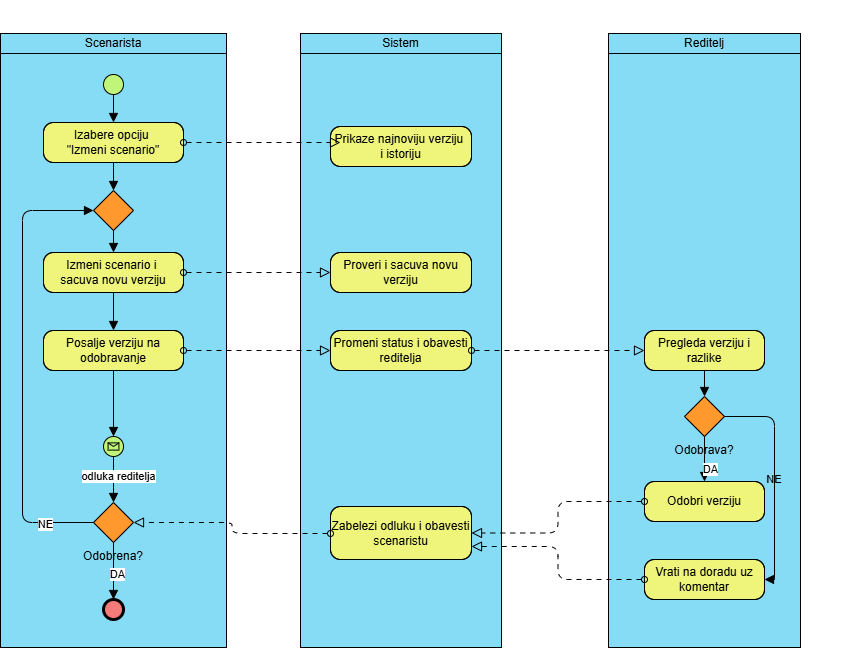 Scenarista
Sistem
Reditelj
Izabere opciju
"Izmeni scenario"
Prikaze najnoviju verziju
i istoriju
Izmeni scenario i
sacuva novu verziju
Proveri i sacuva novu
verziju
Posalje verziju na
odobravanje
Promeni status i obavesti
reditelja
Pregleda verziju i
razlike
Odobrava?
DA
NE
odluka reditelja
Odobri verziju
Zabelezi odluku i obavesti
scenaristu
NE
Odobrena?
DA
Vrati na doradu uz
komentar